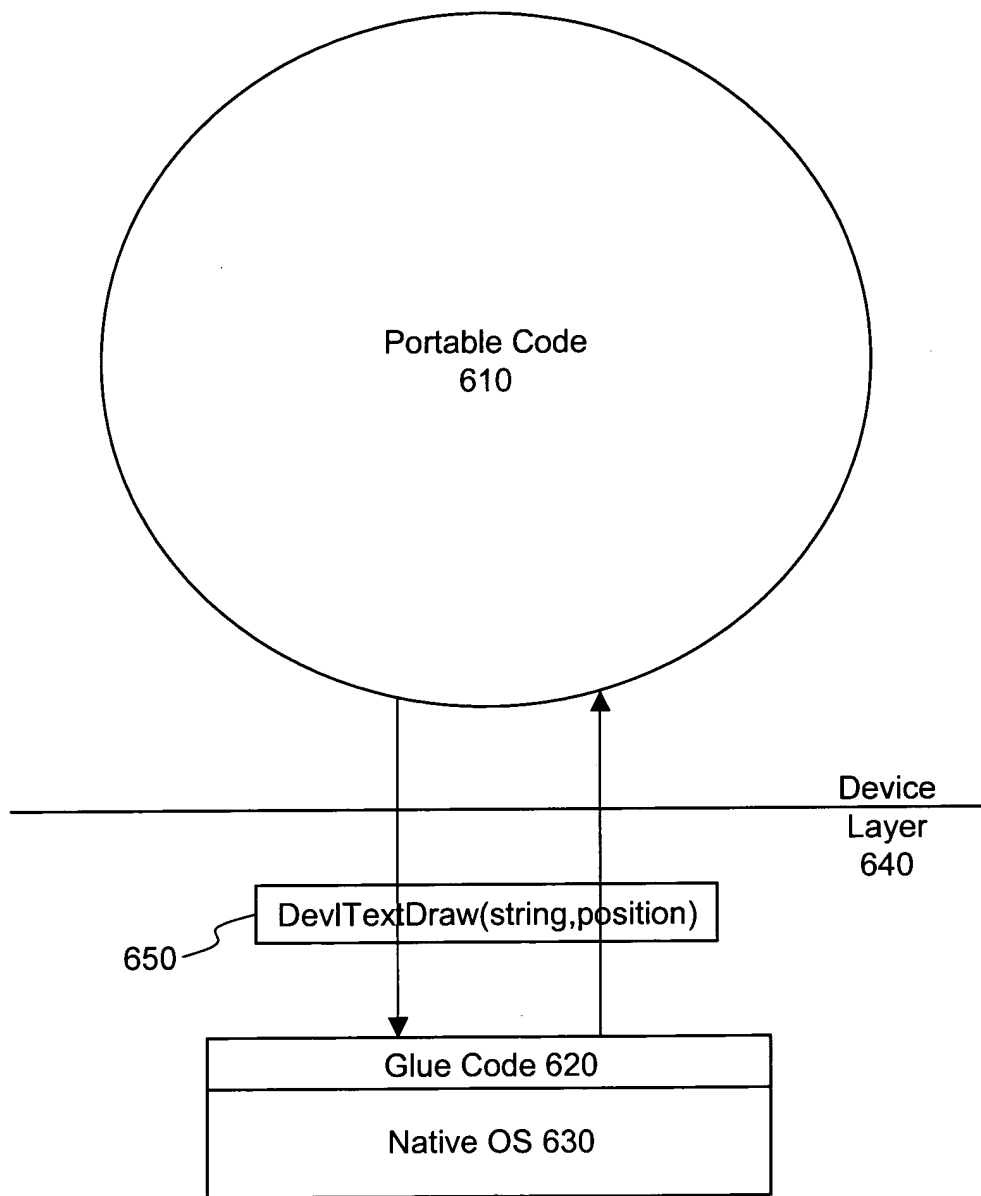 Portable Code
610
Device
Layer
640
DevlTextDraw(string,position)
650
Glue Code 620
Native OS 630